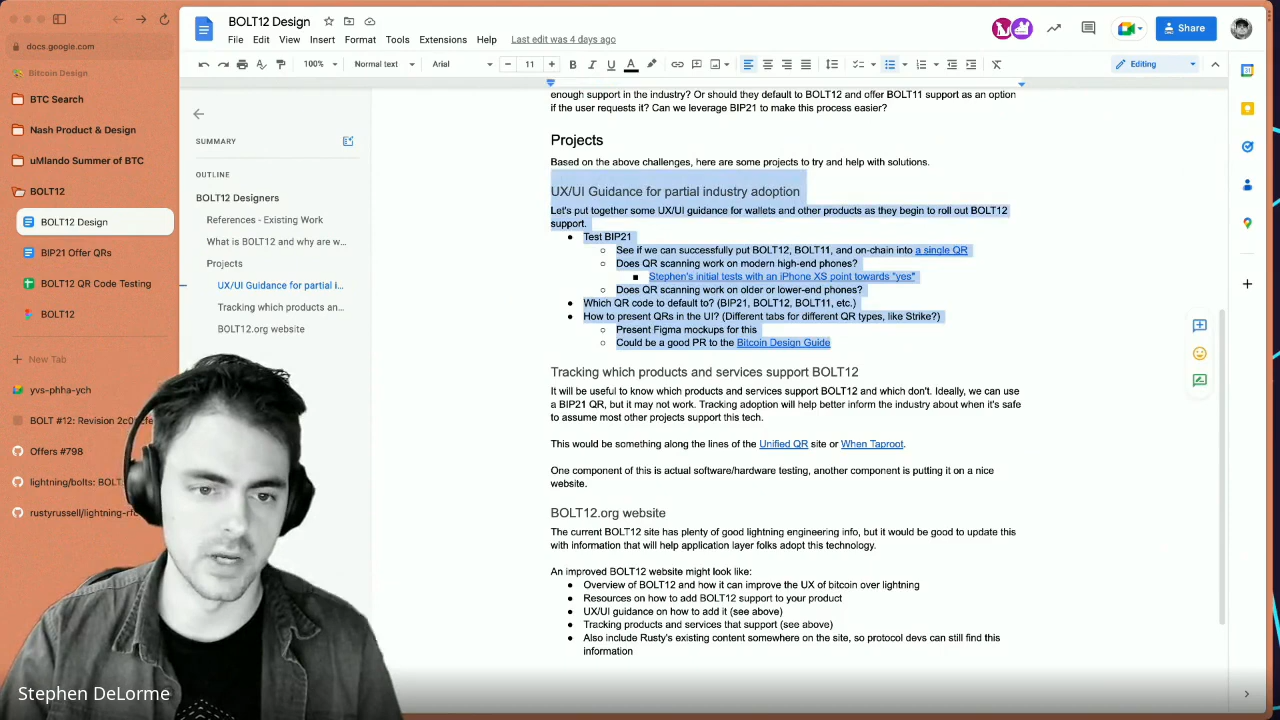 BOLT12 Design
File Edit View Insert Format Tools Extensions Help Last edit was 4 days ago
Share
docs.google.com
100% Normal text Arial 11 Editing
Bitcoin Design
BTC Search
Nash Product & Design
uMlando Summer of BTC
BOLT12
BOLT12 Design
BIP21 Offer QRs
BOLT12 QR Code Testing
BOLT12
New Tab
yvs-phha-ych
BOLT #12: Revision
Offers #798
lightning/bolts: BOLT
rustyrussell/lightning-rfc
SUMMARY
OUTLINE
BOLT12 Designers
References - Existing Work
What is BOLT12 and why are w...
Projects
UX/UI Guidance for partial i...
Tracking which products an...
BOLT12.org website
enough support in the industry? Or should they default to BOLT12 and offer BOLT11 support as an option
if the user requests it? Can we leverage BIP21 to make this process easier?
Projects
Based on the above challenges, here are some projects to try and help with solutions.
UX/UI Guidance for partial industry adoption
Let's put together some UX/UI guidance for wallets and other products as they begin to roll out BOLT12
support.
● Test BIP21
○ See if we can successfully put BOLT12, BOLT11, and on-chain into a single QR
○ Does QR scanning work on modern high-end phones?
■ Stephen's initial tests with an iPhone XS point towards "yes"
○ Does QR scanning work on older or lower-end phones?
● Which QR code to default to? (BIP21, BOLT12, BOLT11, etc.)
● How to present QRs in the UI? (Different tabs for different QR types, like Strike?)
○ Present Figma mockups for this
○ Could be a good PR to the Bitcoin Design Guide
Tracking which products and services support BOLT12
It will be useful to know which products and services support BOLT12 and which don't. Ideally, we can use
a BIP21 QR, but it may not work. Tracking adoption will help better inform the industry about when it's safe
to assume most other projects support this tech.
This would be something along the lines of the Unified QR site or When Taproot.
One component of this is actual software/hardware testing, another component is putting it on a nice
website.
BOLT12.org website
The current BOLT12 site has plenty of good lightning engineering info, but it would be good to update this
with information that will help application layer folks adopt this technology.
An improved BOLT12 website might look like:
● Overview of BOLT12 and how it can improve the UX of bitcoin over lightning
● Resources on how to add BOLT12 support to your product
● UX/UI guidance on how to add it (see above)
● Tracking products and services that support (see above)
● Also include Rusty's existing content somewhere on the site, so protocol devs can still find this
information
Stephen DeLorme